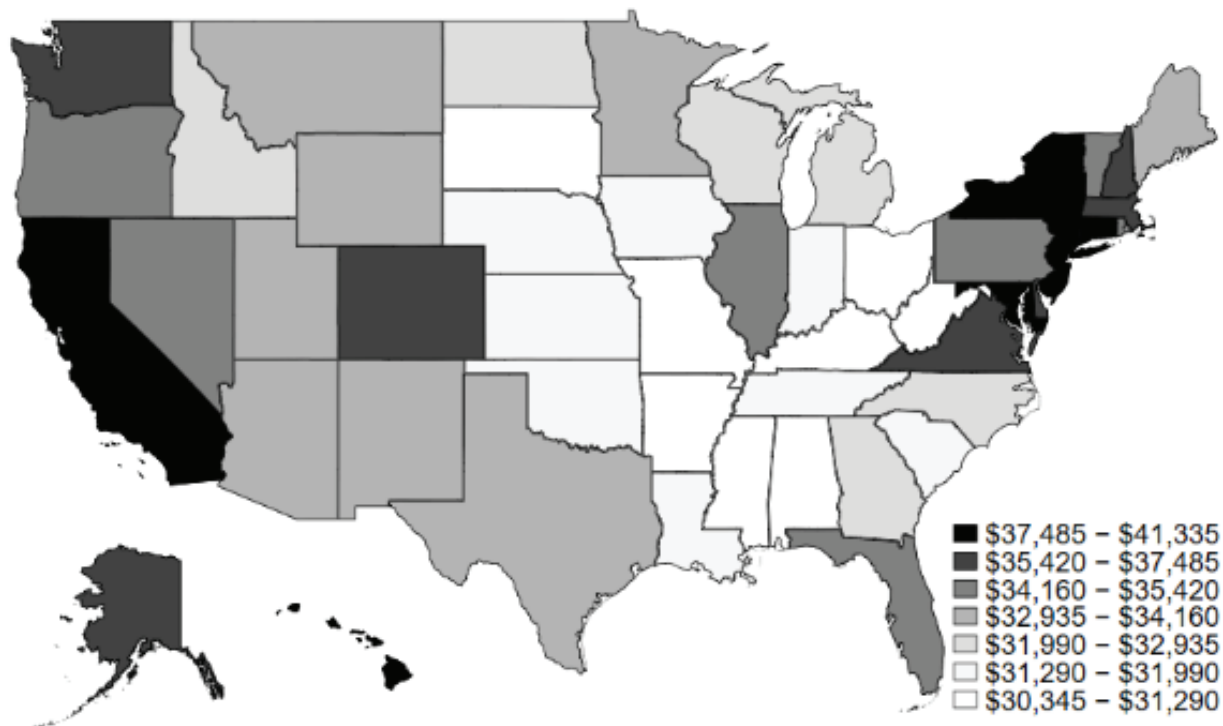 $37,485 – $41,335
$35,420 – $37,485
$34,160 – $35,420
$32,935 – $34,160
$31,990 – $32,935
$31,290 – $31,990
$30,345 – $31,290